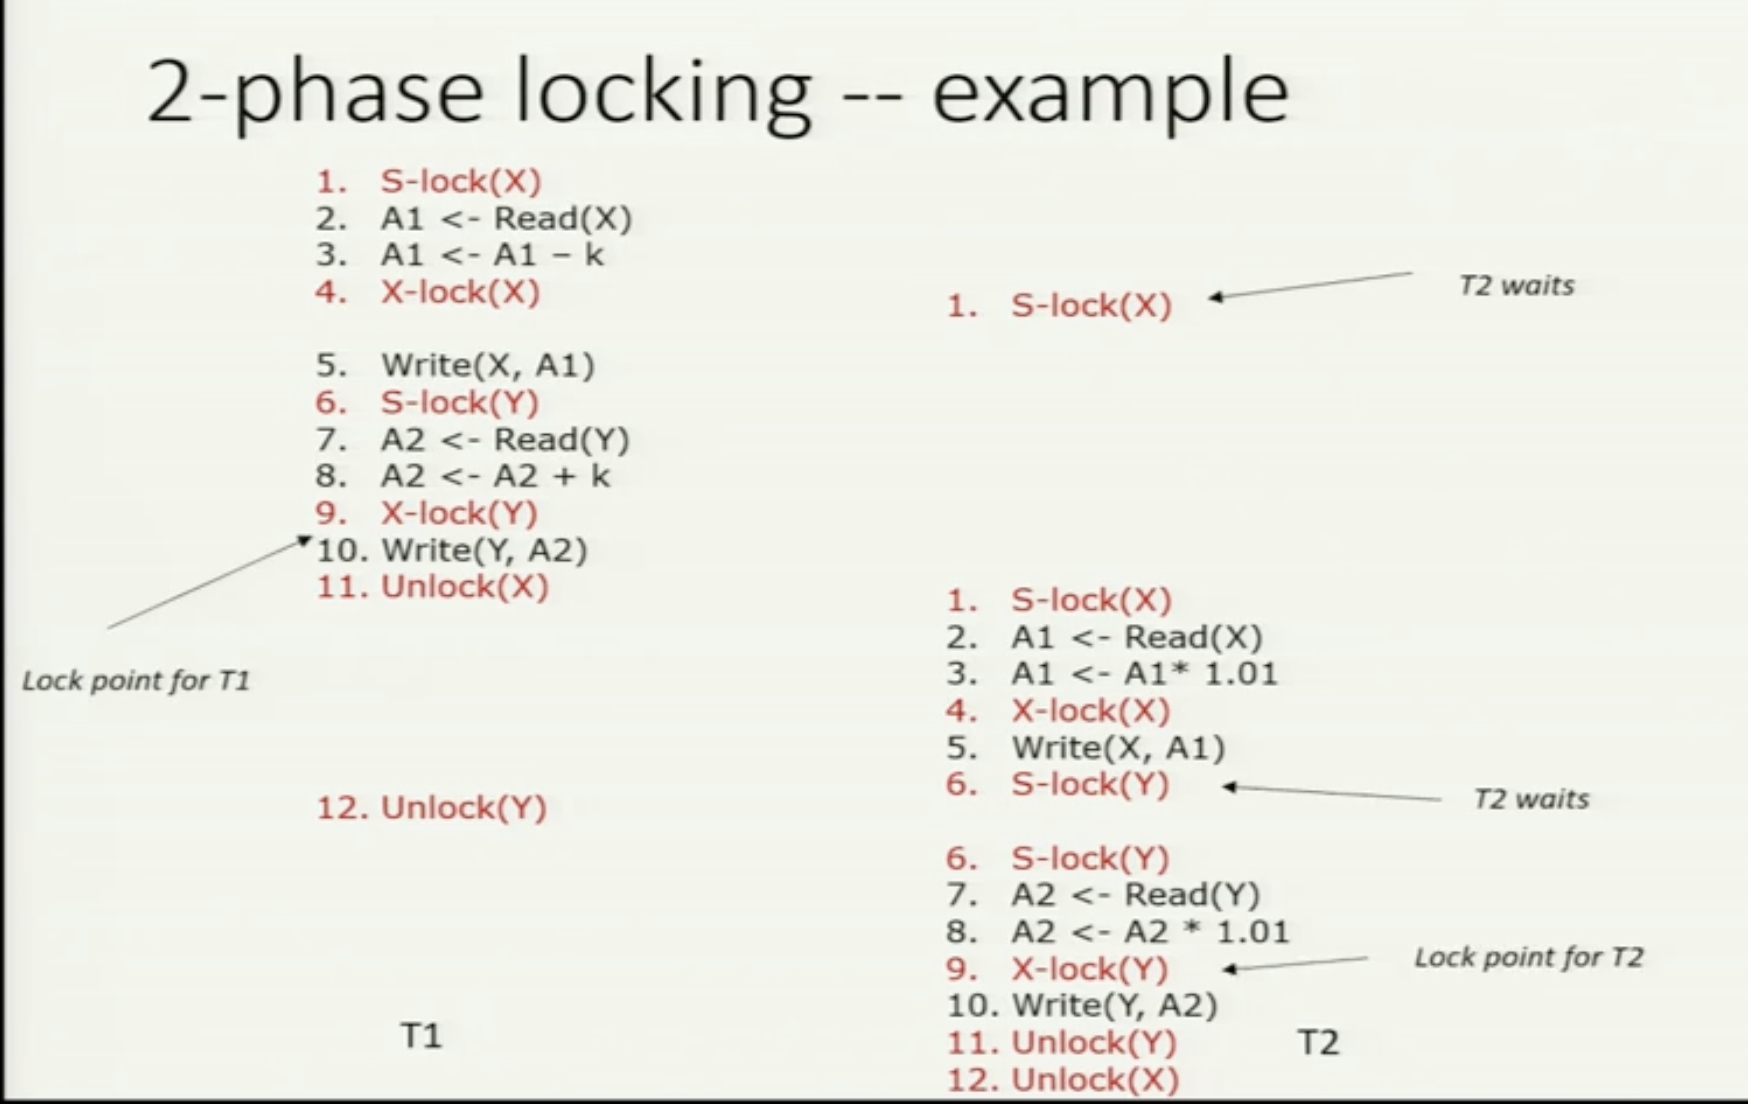 2-phase locking -- example
1. S-lock(X)
2. A1 <- Read(X)
3. A1 <- A1 – k
4. X-lock(X)
5. Write(X, A1)
6. S-lock(Y)
7. A2 <- Read(Y)
8. A2 <- A2 + k
9. X-lock(Y)
10. Write(Y, A2)
11. Unlock(X)
12. Unlock(Y)
Lock point for T1
T1
1. S-lock(X)
T2 waits
1. S-lock(X)
2. A1 <- Read(X)
3. A1 <- A1* 1.01
4. X-lock(X)
5. Write(X, A1)
6. S-lock(Y)
T2 waits
6. S-lock(Y)
7. A2 <- Read(Y)
8. A2 <- A2 * 1.01
9. X-lock(Y)
Lock point for T2
10. Write(Y, A2)
11. Unlock(Y)
12. Unlock(X)
T2